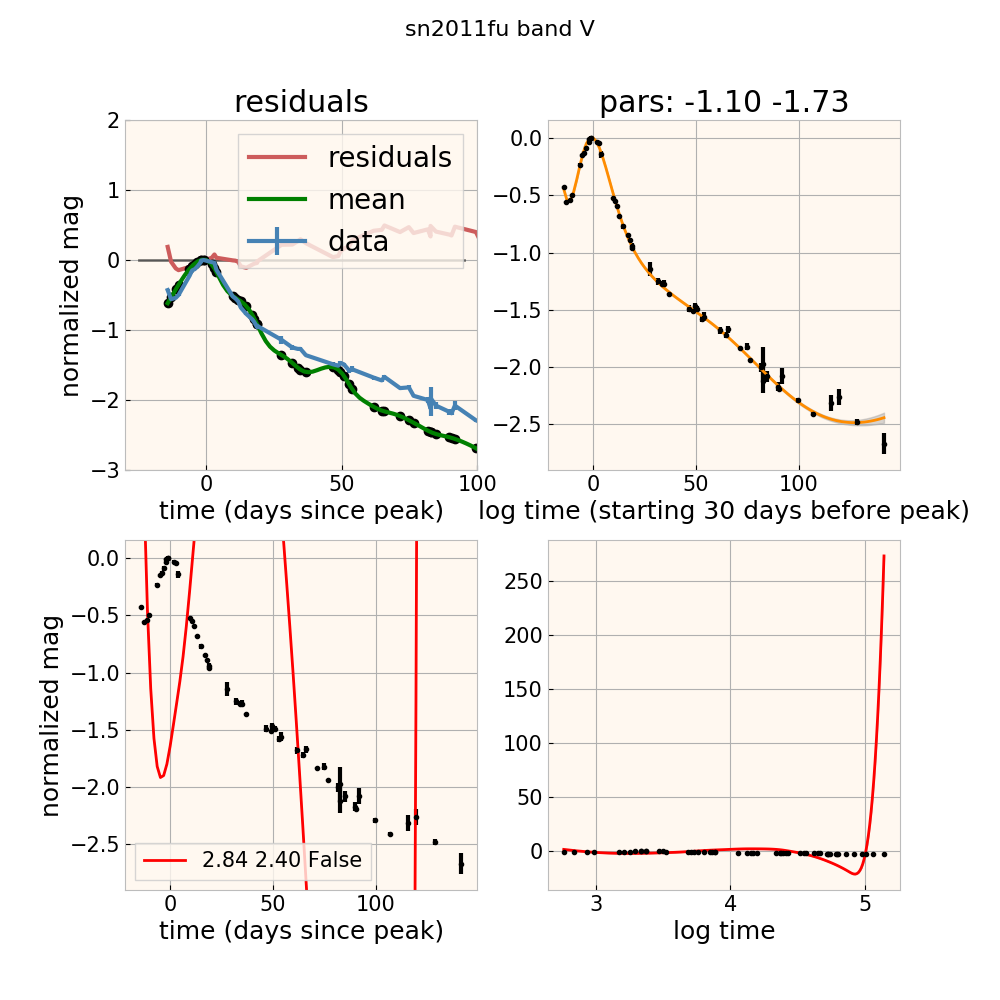 sn2011fu band V
residuals
pars: -1.10 -1.73
2
1
0
−1
−2
−3
normalized mag
residuals
mean
data
0
50
100
time (days since peak)
0.0
−0.5
−1.0
−1.5
−2.0
−2.5
0
50
100
log time (starting 30 days before peak)
0.0
−0.5
−1.0
−1.5
−2.0
−2.5
normalized mag
2.84 2.40 False
0
50
100
time (days since peak)
250
200
150
100
50
0
3
4
5
log time